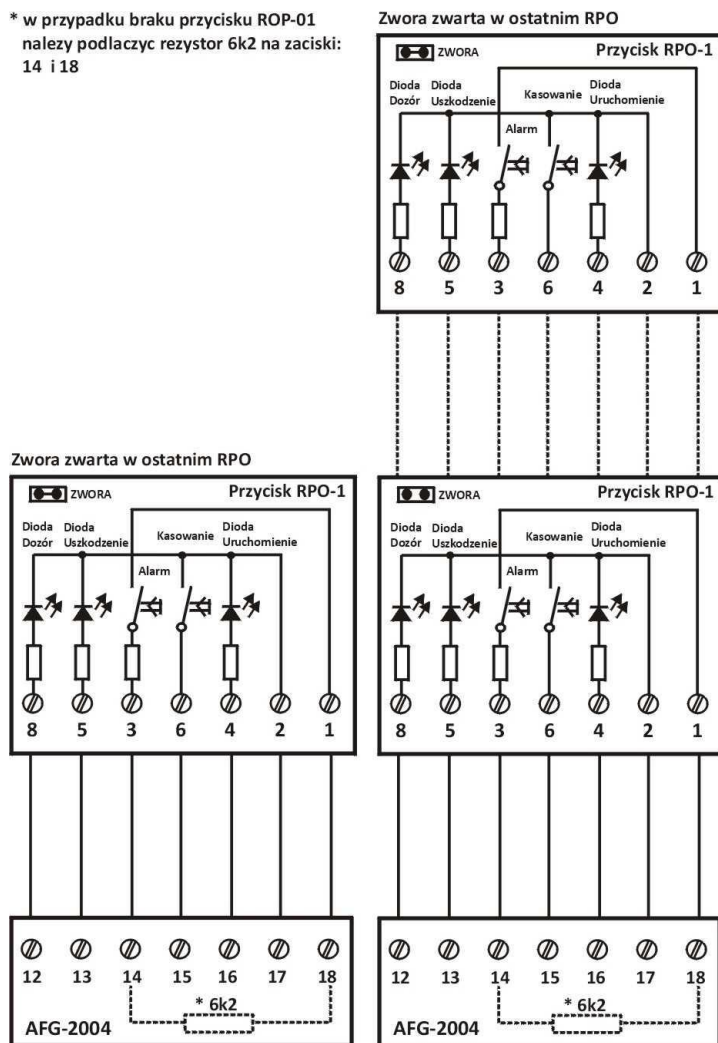 * w przypadku braku przycisku ROP-01
nalezy podlaczyc rezystor 6k2 na zaciski:
14 i 18
Zwora zwarta w ostatnim RPO
ZWORA
Przycisk RPO-1
Dioda
Dozór
Dioda
Uszkodzenie
Alarm
Kasowanie
Dioda
Uruchomienie
8 5 3 6 4 2 1
Zwora zwarta w ostatnim RPO
ZWORA
Przycisk RPO-1
Dioda
Dozór
Dioda
Uszkodzenie
Alarm
Kasowanie
Dioda
Uruchomienie
8 5 3 6 4 2 1
12 13 14 15 16 17 18
* 6k2
AFG-2004
ZWORA
Przycisk RPO-1
Dioda
Dozór
Dioda
Uszkodzenie
Alarm
Kasowanie
Dioda
Uruchomienie
8 5 3 6 4 2 1
12 13 14 15 16 17 18
* 6k2
AFG-2004